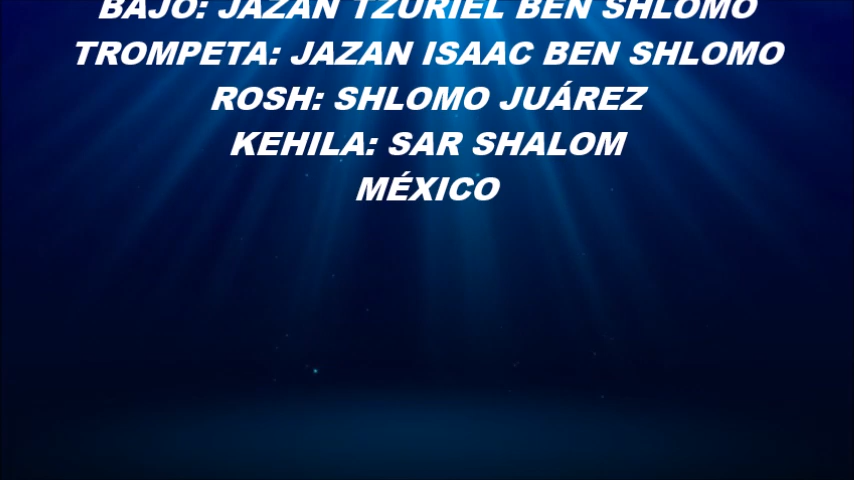 BAJO: JAZAN TZURIEL BEN SHLOMO
TROMPETA: JAZAN ISAAC BEN SHLOMO
ROSH: SHLOMO JUÁREZ
KEHILA: SAR SHALOM
MÉXICO